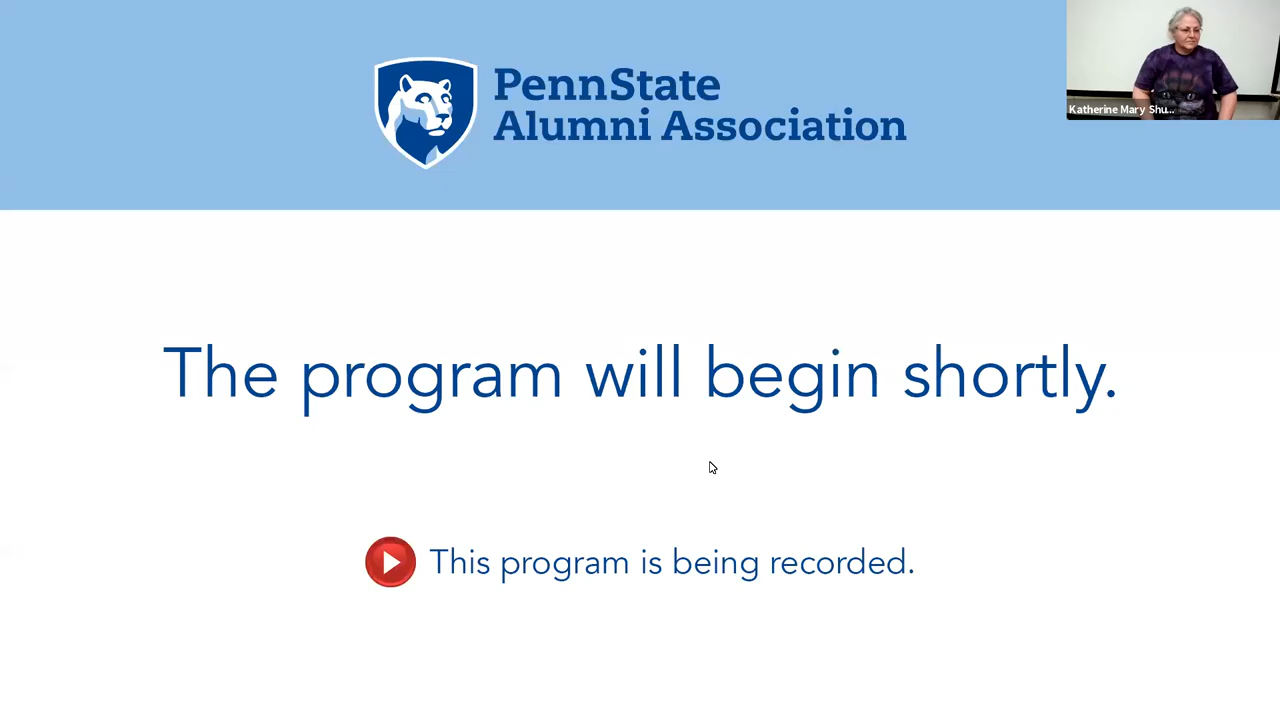 PennState
Alumni Association
Katherine Mary Shu...
The program will begin shortly.
This program is being recorded.